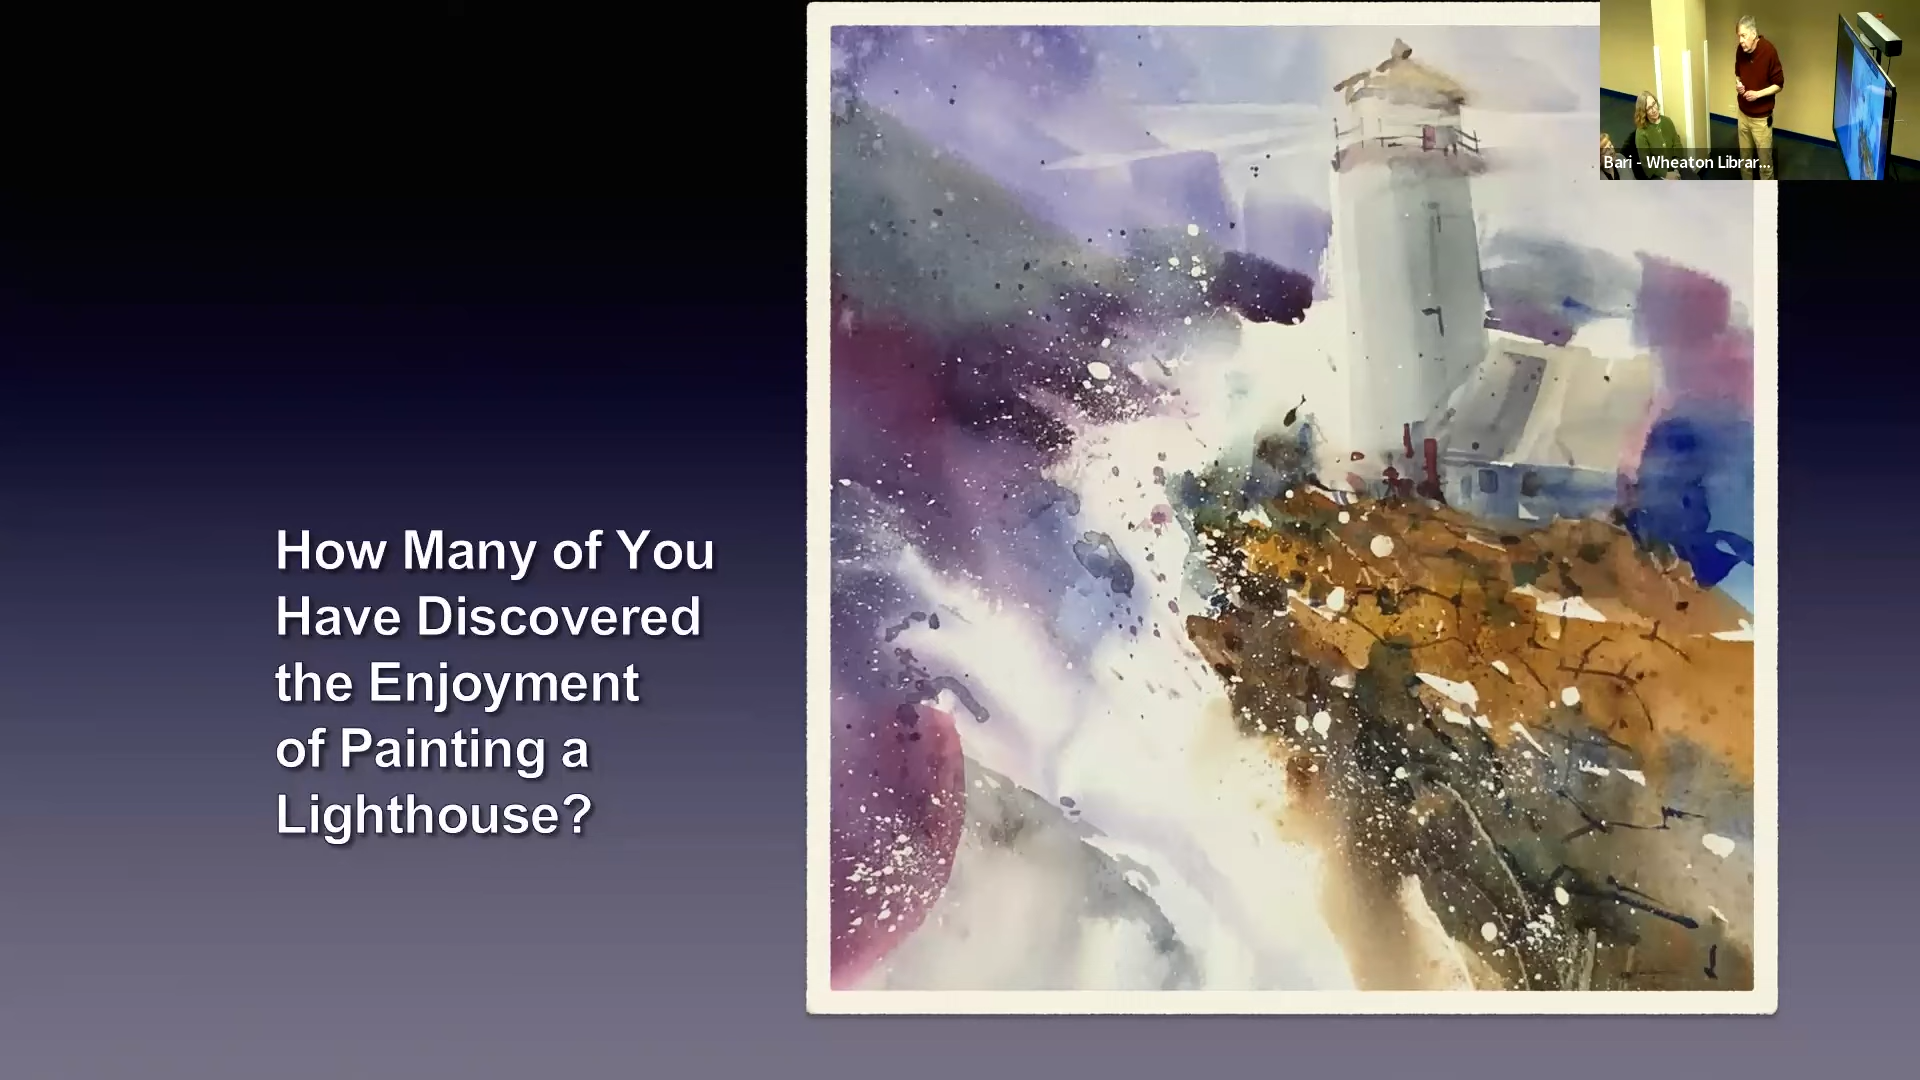 Bari - Wheaton Librar...
How Many of You
Have Discovered
the Enjoyment
of Painting a
Lighthouse?